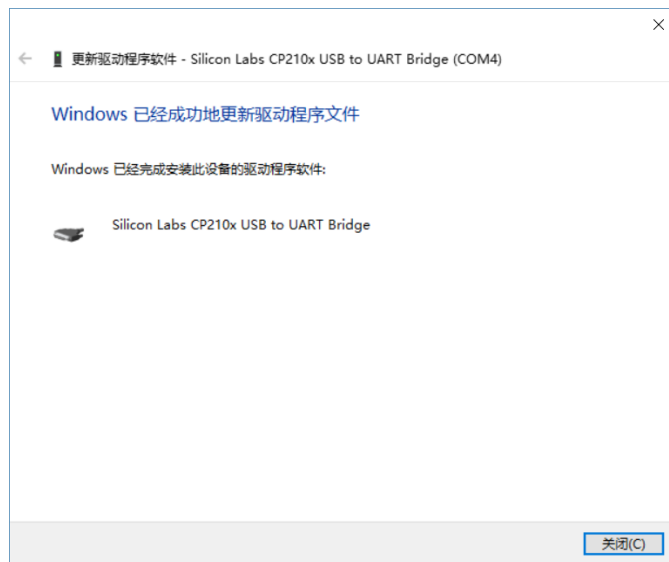 更新驱动程序软件 - Silicon Labs CP210x USB to UART Bridge (COM4)
Windows 已经成功地更新驱动程序文件
Windows 已经完成安装此设备的驱动程序软件:
Silicon Labs CP210x USB to UART Bridge
关闭(C)